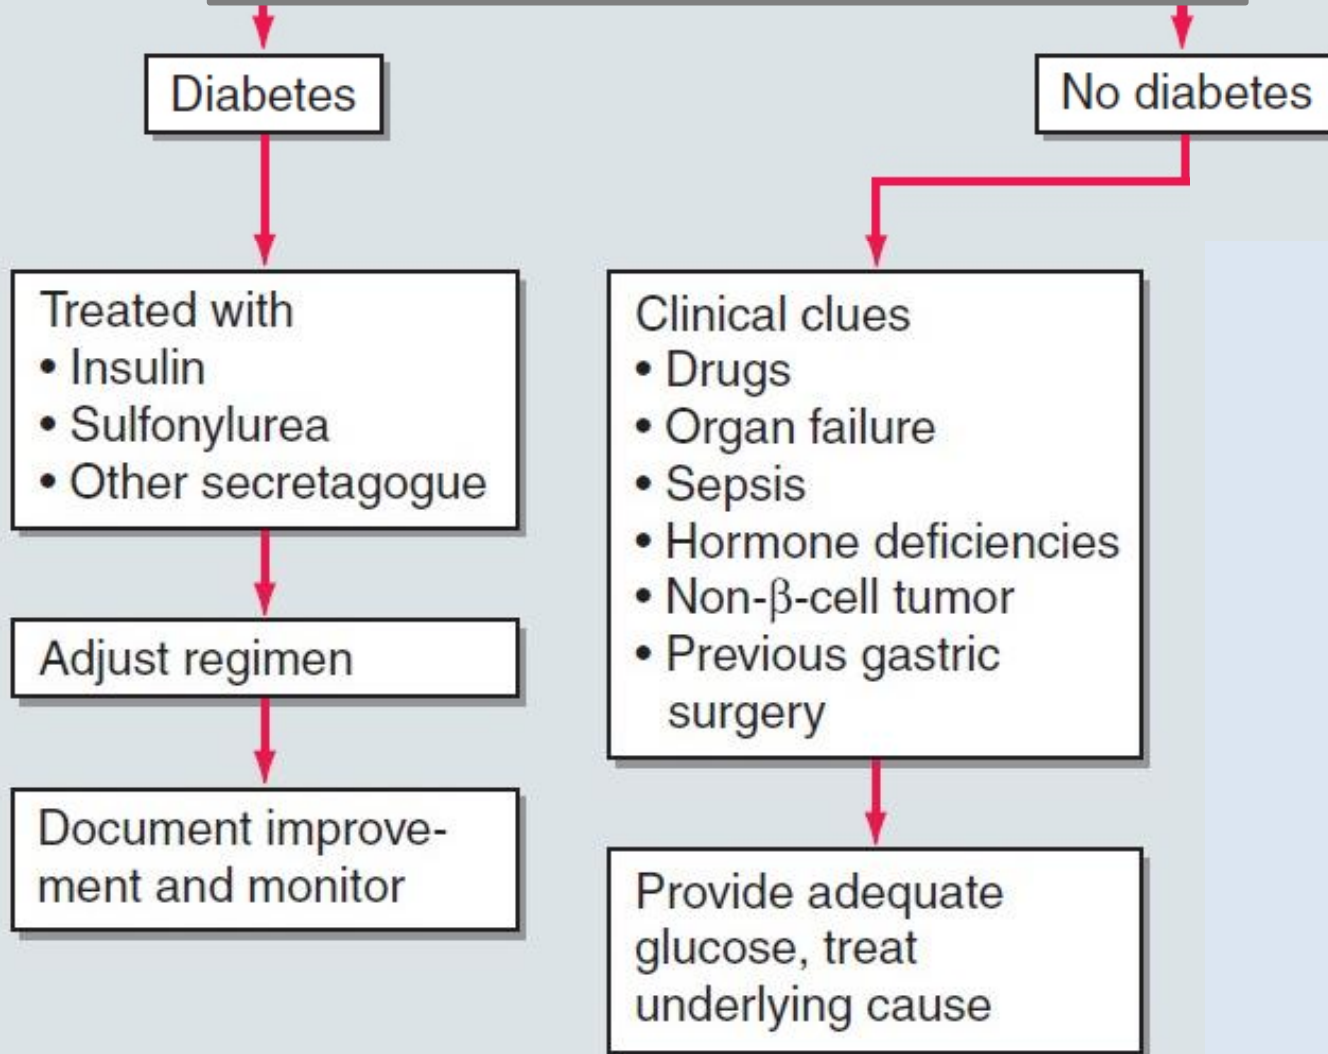 Diabetes
No diabetes
Treated with
• Insulin
• Sulfonylurea
• Other secretagogue
Adjust regimen
Document improve-
ment and monitor
Clinical clues
• Drugs
• Organ failure
• Sepsis
• Hormone deficiencies
• Non-β-cell tumor
• Previous gastric
surgery
Provide adequate
glucose, treat
underlying cause